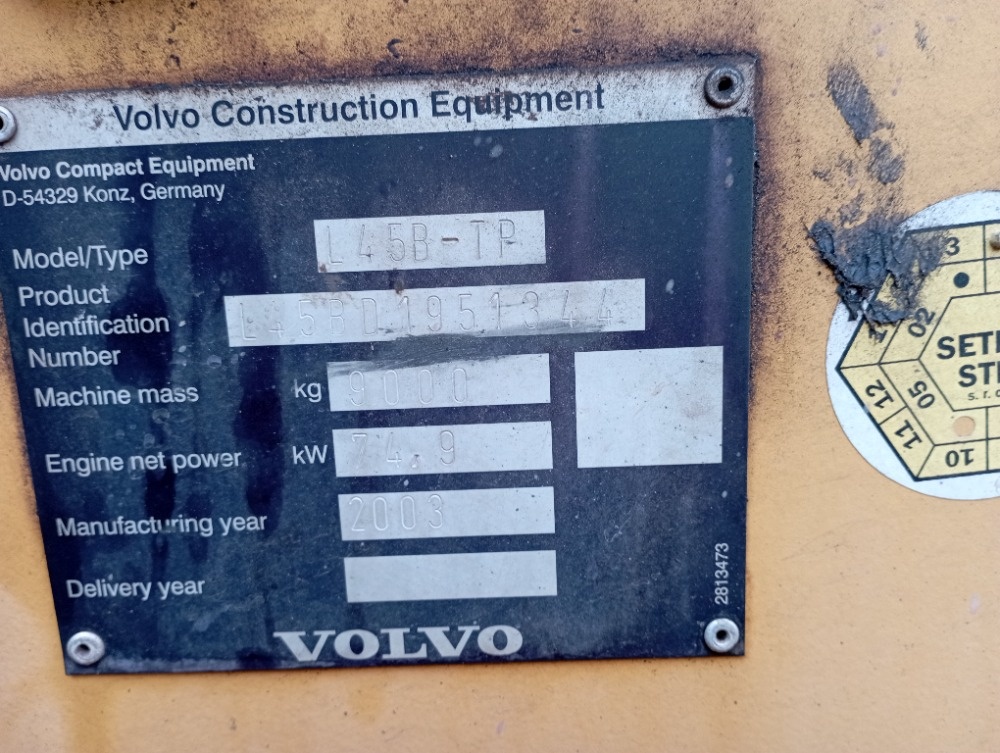 Volvo Construction Equipment
Volvo Compact Equipment
D-54329 Konz, Germany
Model/Type L45B-TP
Product
Identification
Number
L45BD1951344
Machine mass kg 9000
Engine net power kW 74.9
Manufacturing year 2003
Delivery year
VOLVO
2813473
3
02
05
12
11
10
s. r. o